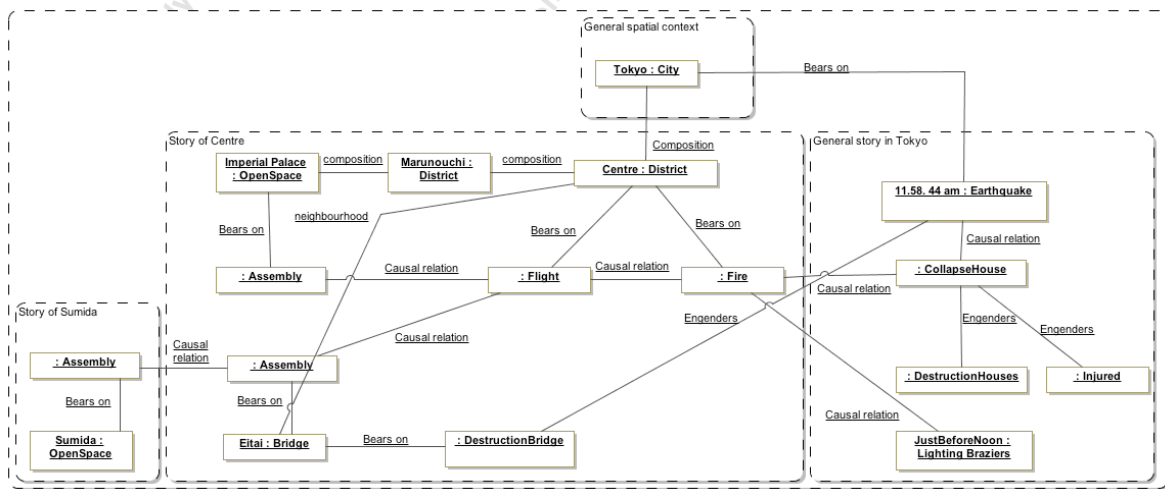 General spatial context
Tokyo : City
Bears on
Composition
Story of Centre
General story in Tokyo
Imperial Palace
: OpenSpace
composition
Marunouchi :
District
composition
Centre : District
11.58. 44 am : Earthquake
neighbourhood
Bears on
Bears on
Bears on
Causal relation
: Assembly
Causal relation
: Flight
Causal relation
: Fire
Causal relation
: CollapseHouse
Story of Sumida
Engenders
Engenders
Engenders
Causal relation
Causal
relation
: Assembly
: Assembly
: DestructionHouses
: Injured
Bears on
Bears on
Causal relation
Sumida :
OpenSpace
Eitai : Bridge
Bears on
: DestructionBridge
JustBeforeNoon :
Lighting Braziers